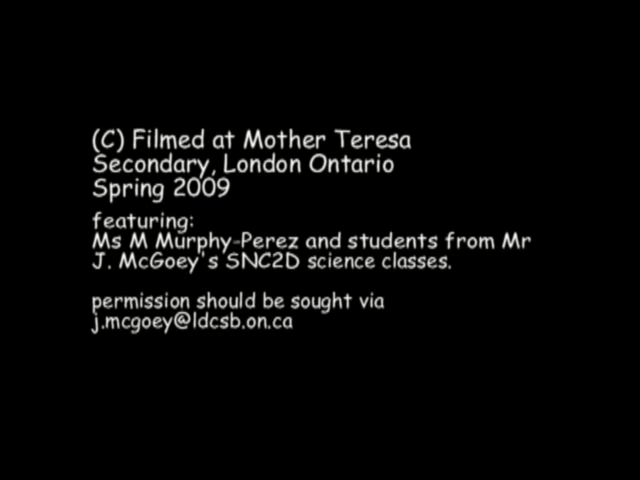 (C) Filmed at Mother Teresa
Secondary, London Ontario
Spring 2009
featuring:
Ms M Murphy-Perez and students from Mr
J. McGoey's SNC2D science classes.
permission should be sought via
j.mcgoey@ldcsb.on.ca